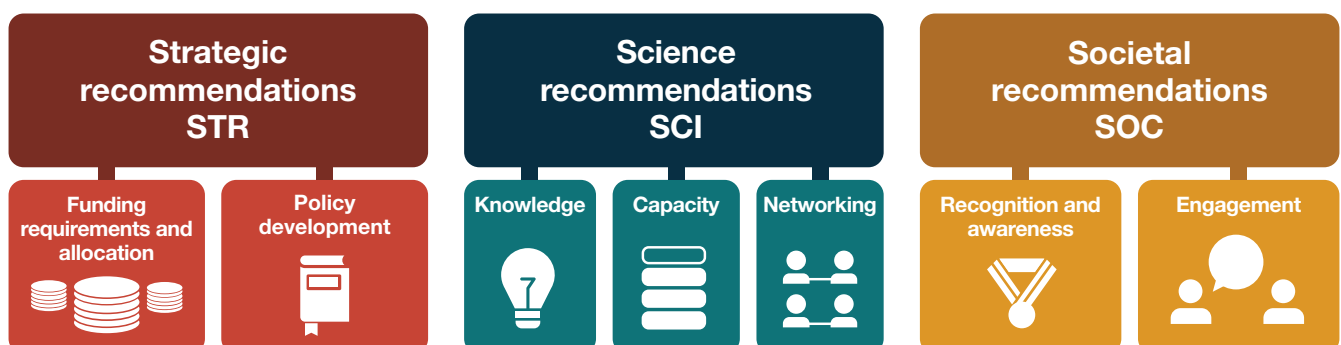 Strategic
recommendations
STR
Funding
requirements and
allocation
Policy
development
Science
recommendations
SCI
Knowledge
Capacity
Networking
Societal
recommendations
SOC
Recognition and
awareness
Engagement